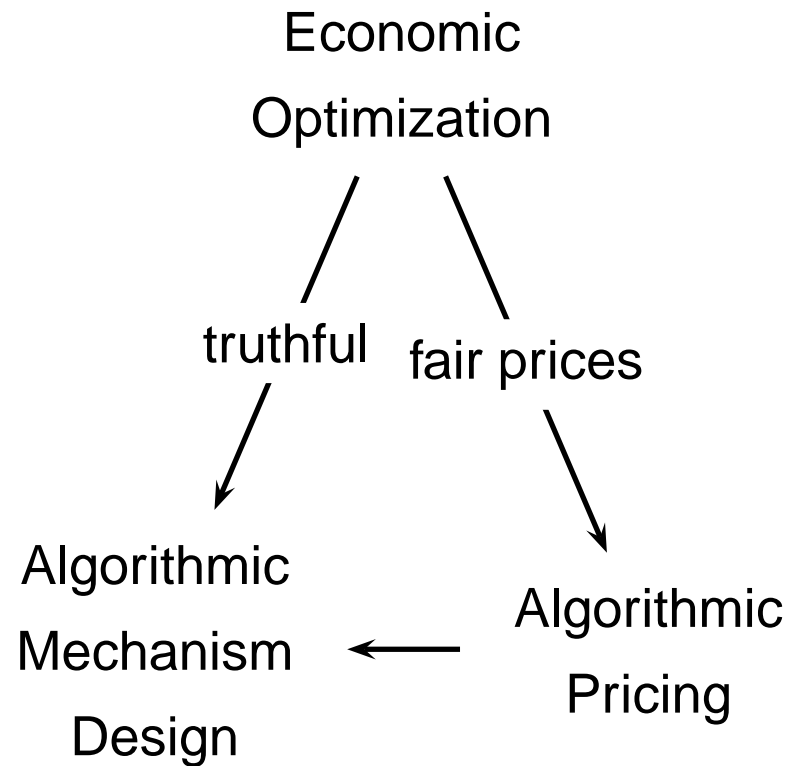 Economic
Optimization
truthful
fair prices
Algorithmic
Mechanism
Design
Algorithmic
Pricing